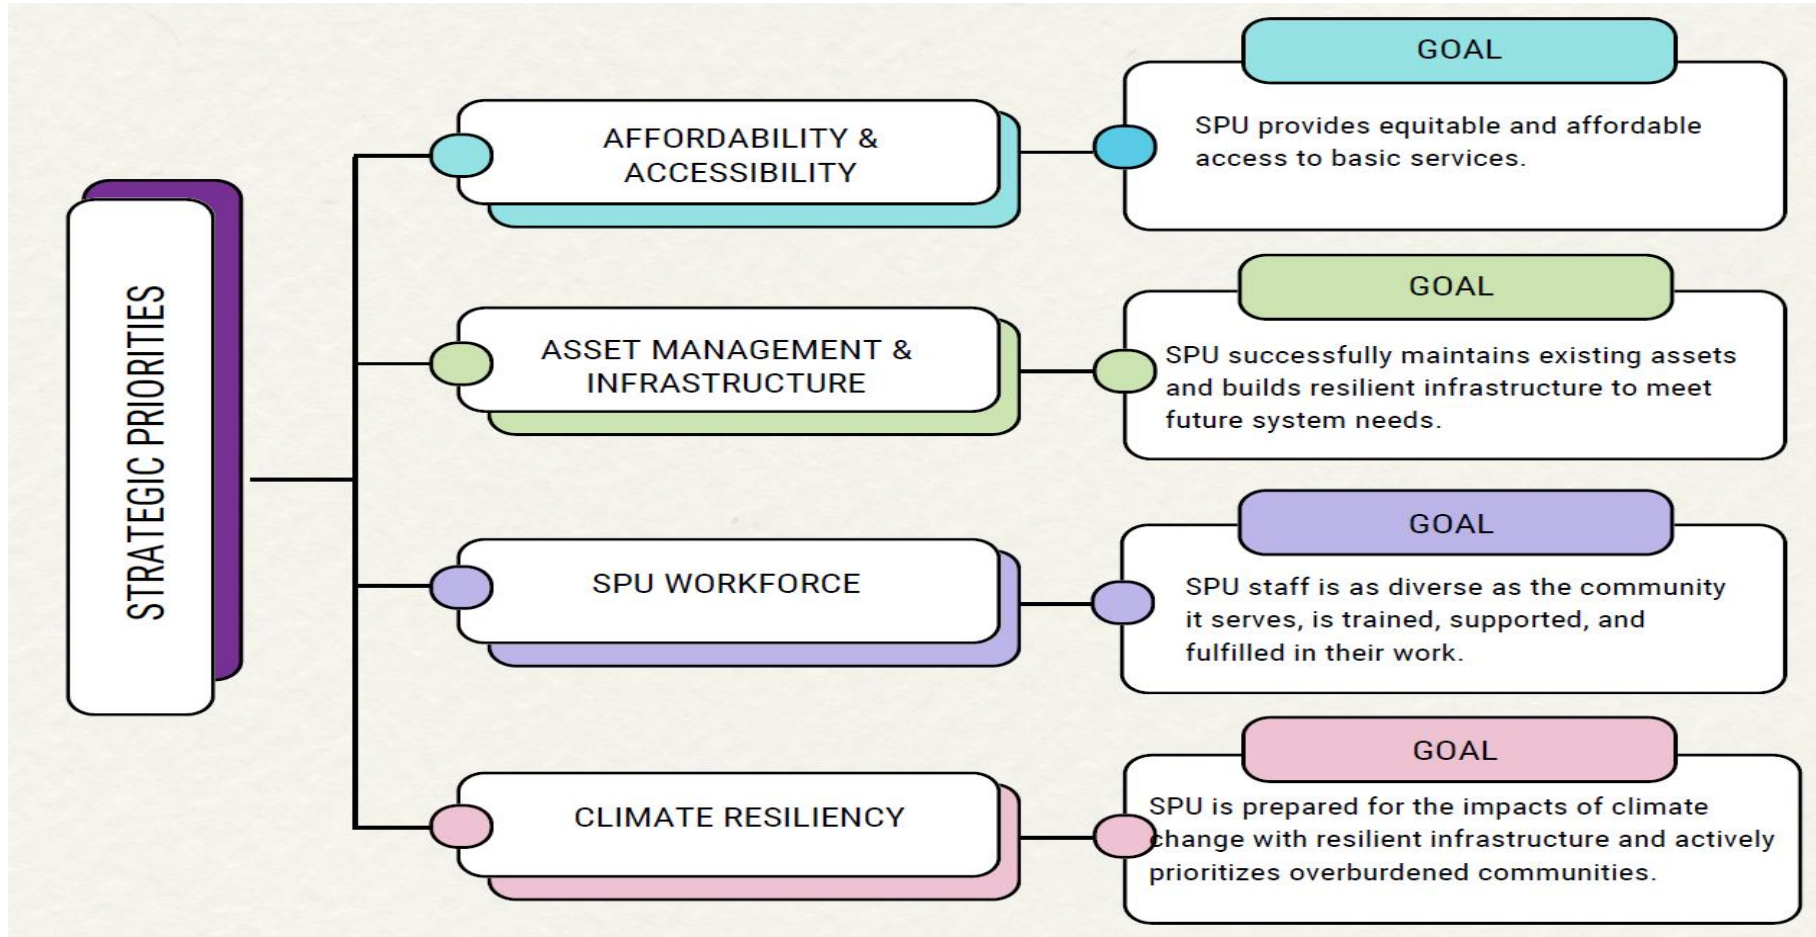 STRATEGIC PRIORITIES
AFFORDABILITY &
ACCESSIBILITY
GOAL
SPU provides equitable and affordable
access to basic services.
ASSET MANAGEMENT &
INFRASTRUCTURE
GOAL
SPU successfully maintains existing assets
and builds resilient infrastructure to meet
future system needs.
SPU WORKFORCE
GOAL
SPU staff is as diverse as the community
it serves, is trained, supported, and
fulfilled in their work.
CLIMATE RESILIENCY
GOAL
SPU is prepared for the impacts of climate
change with resilient infrastructure and actively
prioritizes overburdened communities.